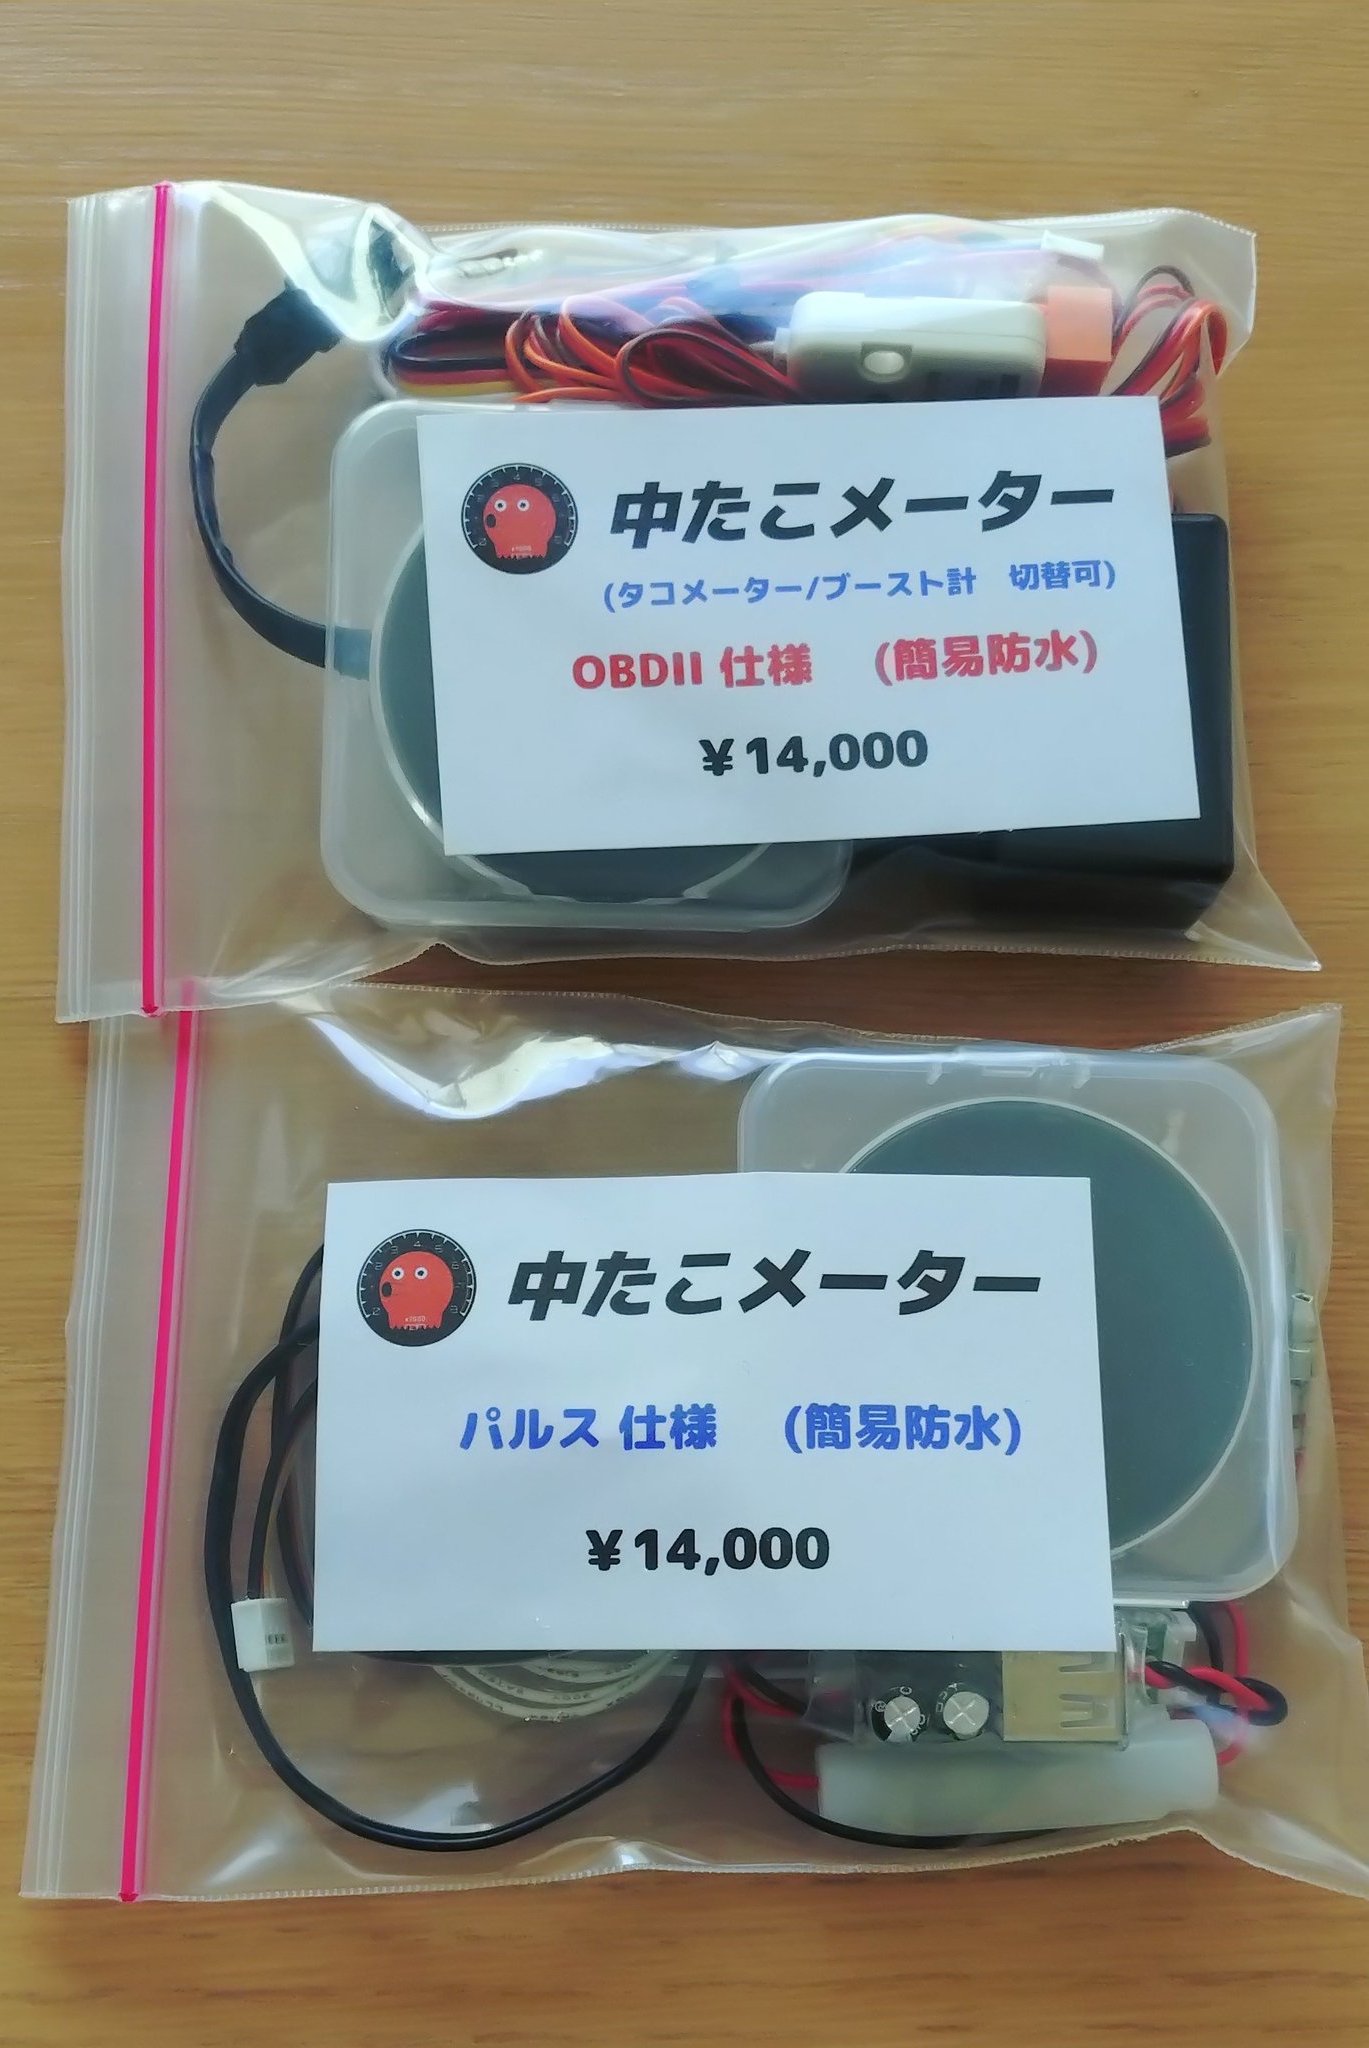 中たこメーター
(タコメーター/ブースト計　切替可)
OBDII 仕様　(簡易防水)
¥14,000
中たこメーター
パルス 仕様　(簡易防水)
¥14,000